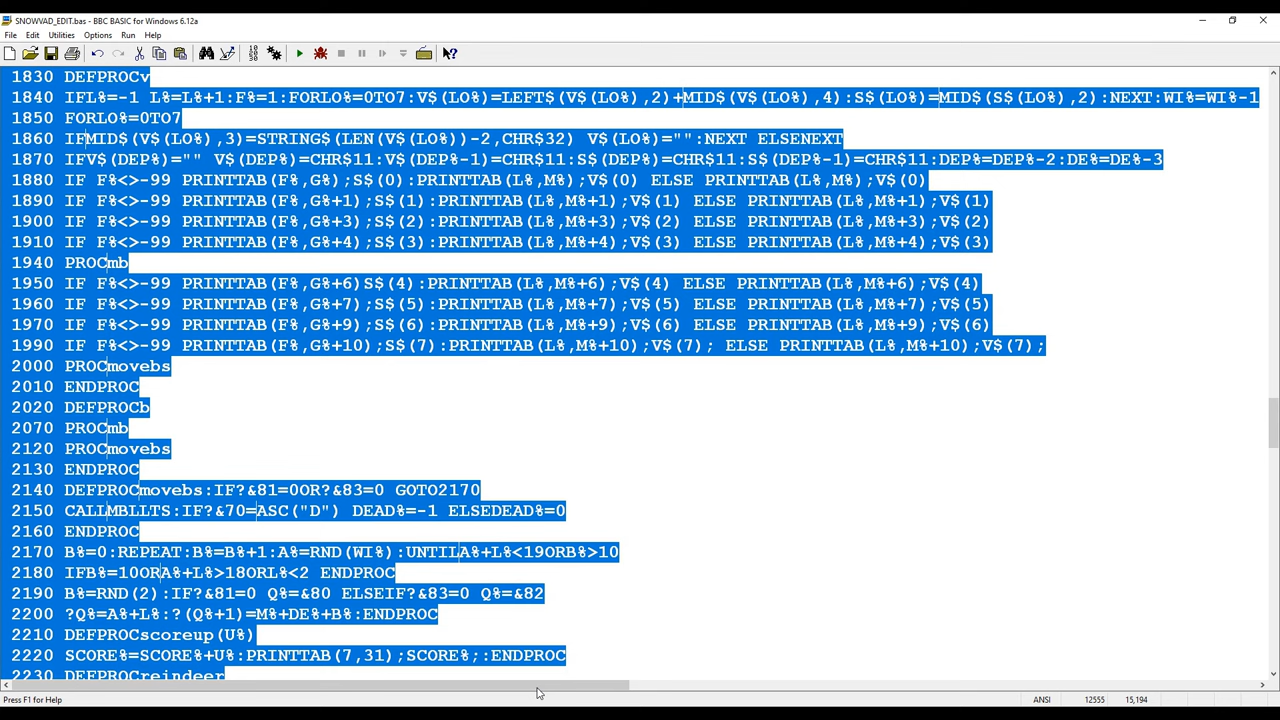 SNOWVAD_EDIT.bas - BBC BASIC for Windows 6.12a
File Edit Utilities Options Run Help
1830 DEFPROCv
1840 IFL%=-1 L%=L%+1:F%=1:FORLO%=0TO7:V$(LO%)=LEFT$(V$(LO%),2)+MID$(V$(LO%),4):S$(LO%)=MID$(S$(LO%),2):NEXT:WI%=WI%-1
1850 FORLO%=0TO7
1860 IFMID$(V$(LO%),3)=STRING$(LEN(V$(LO%))-2,CHR$32) V$(LO%)="":NEXT ELSENEXT
1870 IFV$(DEP%)="" V$(DEP%)=CHR$11:V$(DEP%-1)=CHR$11:S$(DEP%)=CHR$11:S$(DEP%-1)=CHR$11:DEP%=DEP%-2:DE%=DE%-3
1880 IF F%<>-99 PRINTTAB(F%,G%);S$(0):PRINTTAB(L%,M%);V$(0) ELSE PRINTTAB(L%,M%);V$(0)
1890 IF F%<>-99 PRINTTAB(F%,G%+1);S$(1):PRINTTAB(L%,M%+1);V$(1) ELSE PRINTTAB(L%,M%+1);V$(1)
1900 IF F%<>-99 PRINTTAB(F%,G%+3);S$(2):PRINTTAB(L%,M%+3);V$(2) ELSE PRINTTAB(L%,M%+3);V$(2)
1910 IF F%<>-99 PRINTTAB(F%,G%+4);S$(3):PRINTTAB(L%,M%+4);V$(3) ELSE PRINTTAB(L%,M%+4);V$(3)
1940 PROCmb
1950 IF F%<>-99 PRINTTAB(F%,G%+6)S$(4):PRINTTAB(L%,M%+6);V$(4) ELSE PRINTTAB(L%,M%+6);V$(4)
1960 IF F%<>-99 PRINTTAB(F%,G%+7);S$(5):PRINTTAB(L%,M%+7);V$(5) ELSE PRINTTAB(L%,M%+7);V$(5)
1970 IF F%<>-99 PRINTTAB(F%,G%+9);S$(6):PRINTTAB(L%,M%+9);V$(6) ELSE PRINTTAB(L%,M%+9);V$(6)
1990 IF F%<>-99 PRINTTAB(F%,G%+10);S$(7):PRINTTAB(L%,M%+10);V$(7); ELSE PRINTTAB(L%,M%+10);V$(7);
2000 PROCmovebs
2010 ENDPROC
2020 DEFPROCb
2070 PROCmb
2120 PROCmovebs
2130 ENDPROC
2140 DEFPROCmovebs:IF?&81=0OR?&83=0 GOTO2170
2150 CALLMBLLTS:IF?&70=ASC("D") DEAD%=-1 ELSEDEAD%=0
2160 ENDPROC
2170 B%=0:REPEAT:B%=B%+1:A%=RND(WI%):UNTILA%+L%<19ORB%>10
2180 IFB%=10ORA%+L%>18ORL%<2 ENDPROC
2190 B%=RND(2):IF?&81=0 Q%=&80 ELSEIF?&83=0 Q%=&82
2200 ?Q%=A%+L%:?(Q%+1)=M%+DE%+B%:ENDPROC
2210 DEFPROCscoreup(U%)
2220 SCORE%=SCORE%+U%:PRINTTAB(7,31);SCORE%;:ENDPROC
2230 DEFPROCreindeer
Press F1 for Help ANSI 12555 15,194